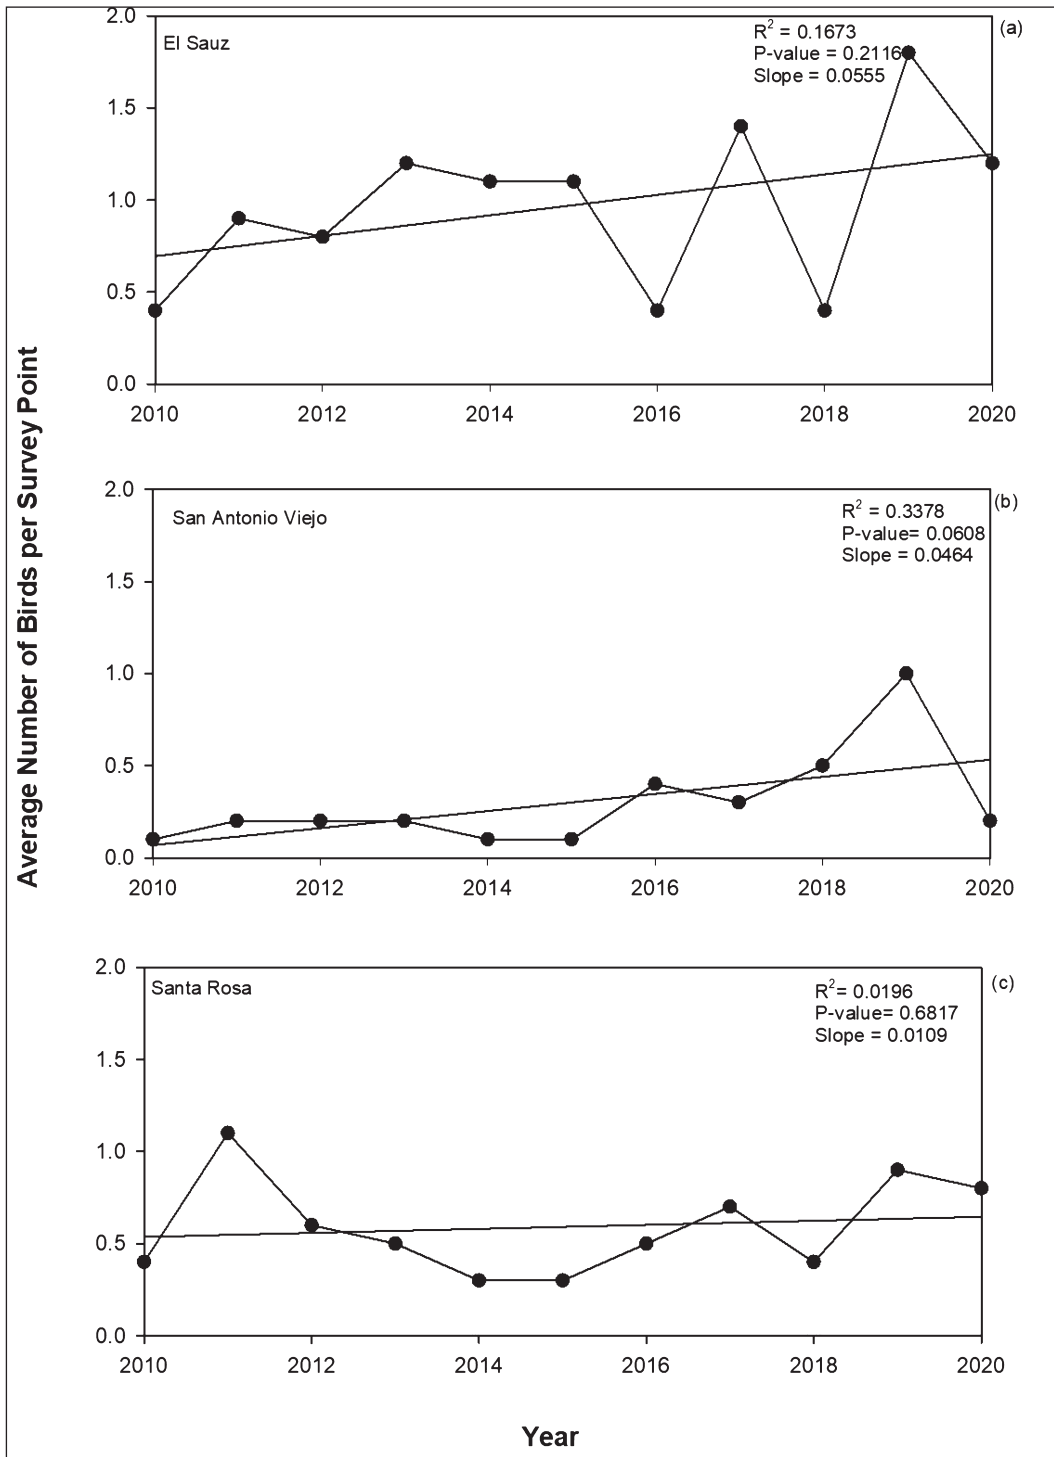 Average Number of Birds per Survey Point
El Sauz
R² = 0.1673
P-value = 0.2116
Slope = 0.0555
(a)
2.0
1.5
1.0
0.5
0.0
2010 2012 2014 2016 2018 2020
San Antonio Viejo
R² = 0.3378
P-value= 0.0608
Slope = 0.0464
(b)
2.0
1.5
1.0
0.5
0.0
2010 2012 2014 2016 2018 2020
Santa Rosa
R²= 0.0196
P-value= 0.6817
Slope = 0.0109
(c)
2.0
1.5
1.0
0.5
0.0
2010 2012 2014 2016 2018 2020
Year